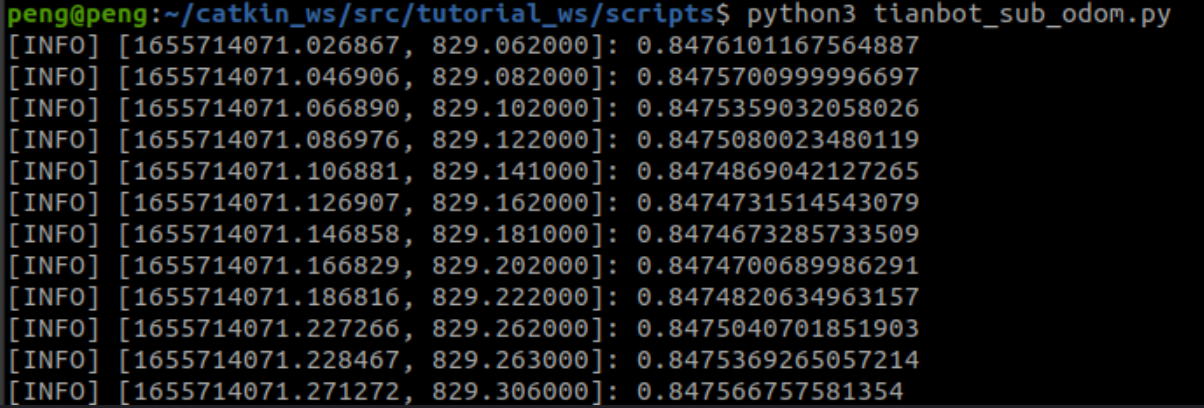 peng@peng:~/catkin_ws/src/tutorial_ws/scripts$ python3 tianbot_sub_odom.py
[INFO] [1655714071.026867, 829.062000]: 0.8476101167564887
[INFO] [1655714071.046906, 829.082000]: 0.8475700999996697
[INFO] [1655714071.066890, 829.102000]: 0.8475359032058026
[INFO] [1655714071.086976, 829.122000]: 0.8475080023480119
[INFO] [1655714071.106881, 829.141000]: 0.8474869042127265
[INFO] [1655714071.126907, 829.162000]: 0.8474731514543079
[INFO] [1655714071.146858, 829.181000]: 0.8474673285733509
[INFO] [1655714071.166829, 829.202000]: 0.8474700689986291
[INFO] [1655714071.186816, 829.222000]: 0.8474820634963157
[INFO] [1655714071.227266, 829.262000]: 0.8475040701851903
[INFO] [1655714071.228467, 829.263000]: 0.8475369265057214
[INFO] [1655714071.271272, 829.306000]: 0.8475667575813​54